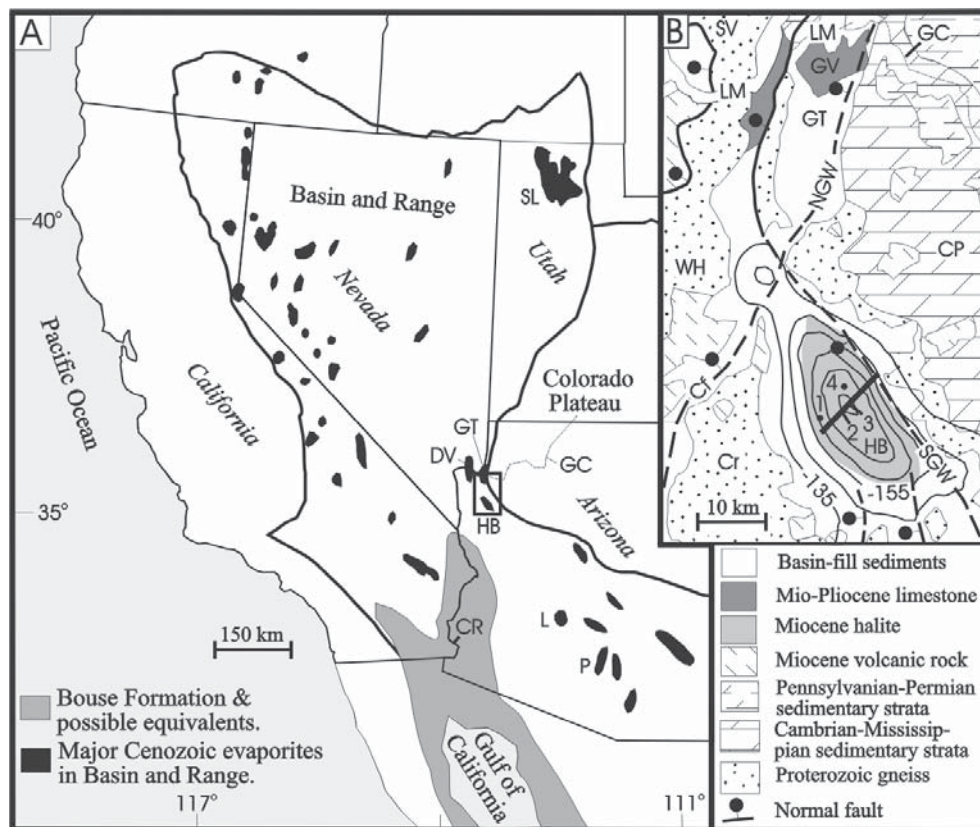 A
40°
35°
117°
111°
Pacific Ocean
California
Nevada
Basin and Range
Utah
SL
Colorado
Plateau
GT
DV
GC
HB
Arizona
CR
L
P
150 km
Gulf of
California
Bouse Formation &
possible equivalents.
Major Cenozoic evaporites
in Basin and Range.
B
SV
LM
GC
GV
LM
GT
NGW
WH
CP
Cf
4
1
3
2
HB
SGW
Cr
-135
-155
10 km
Basin-fill sediments
Mio-Pliocene limestone
Miocene halite
Miocene volcanic rock
Pennsylvanian-Permian
sedimentary strata
Cambrian-Mississip-
pian sedimentary strata
Proterozoic gneiss
Normal fault